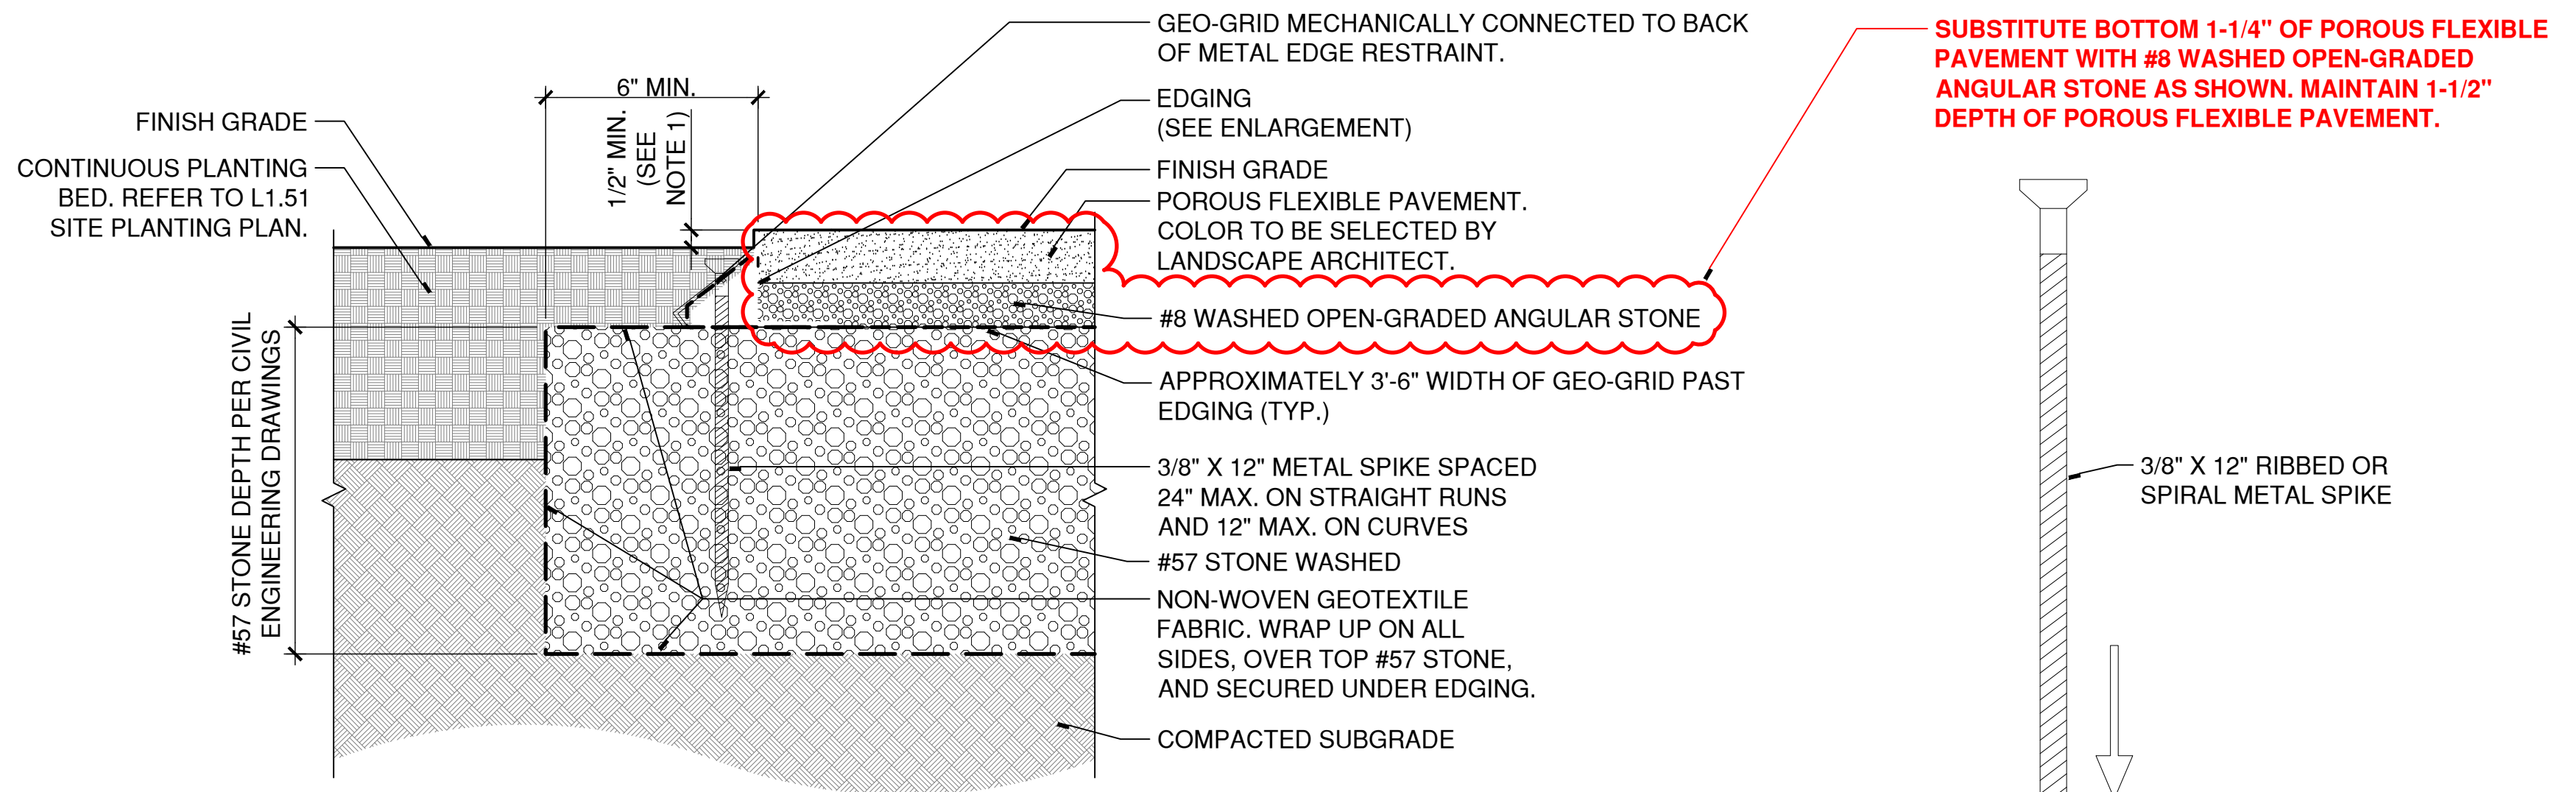 FINISH GRADE
CONTINUOUS PLANTING
BED. REFER TO L1.51
SITE PLANTING PLAN.
#57 STONE DEPTH PER CIVIL
ENGINEERING DRAWINGS
6" MIN.
1/2" MIN.
(SEE
NOTE 1)
GEO-GRID MECHANICALLY CONNECTED TO BACK
OF METAL EDGE RESTRAINT.
EDGING
(SEE ENLARGEMENT)
FINISH GRADE
POROUS FLEXIBLE PAVEMENT.
COLOR TO BE SELECTED BY
LANDSCAPE ARCHITECT.
#8 WASHED OPEN-GRADED ANGULAR STONE
APPROXIMATELY 3'-6" WIDTH OF GEO-GRID PAST
EDGING (TYP.)
3/8" X 12" METAL SPIKE SPACED
24" MAX. ON STRAIGHT RUNS
AND 12" MAX. ON CURVES
#57 STONE WASHED
NON-WOVEN GEOTEXTILE
FABRIC. WRAP UP ON ALL
SIDES, OVER TOP #57 STONE,
AND SECURED UNDER EDGING.
COMPACTED SUBGRADE
SUBSTITUTE BOTTOM 1-1/4" OF POROUS FLEXIBLE
PAVEMENT WITH #8 WASHED OPEN-GRADED
ANGULAR STONE AS SHOWN. MAINTAIN 1-1/2"
DEPTH OF POROUS FLEXIBLE PAVEMENT.
3/8" X 12" RIBBED OR
SPIRAL METAL SPIKE